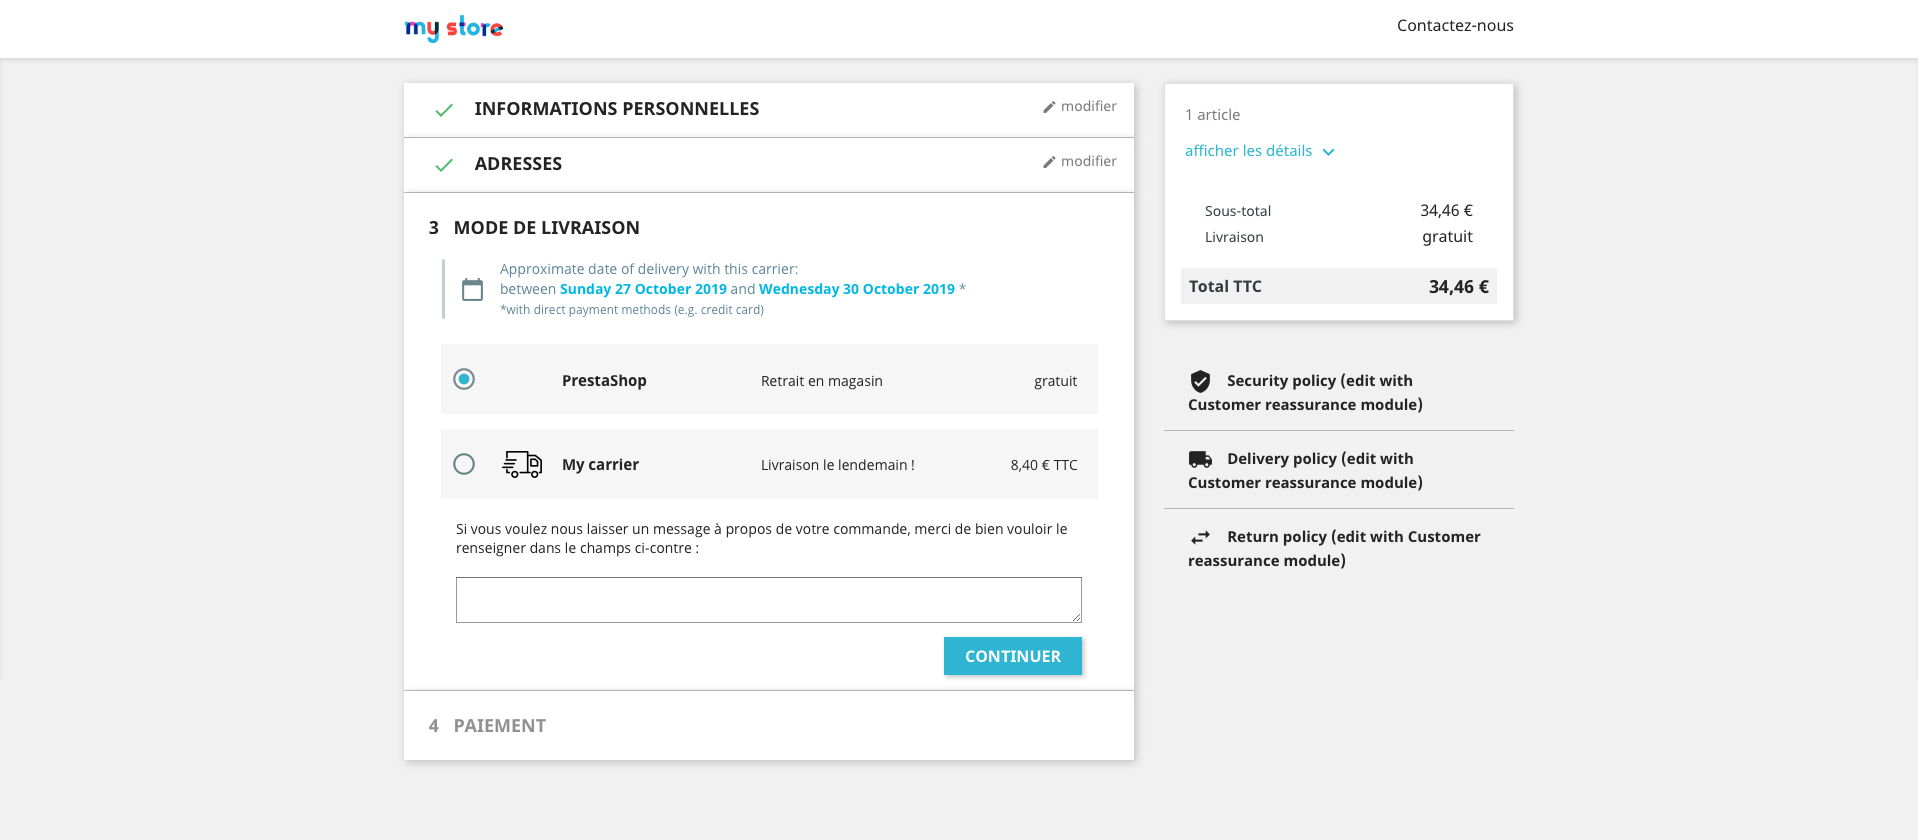 my store
Contactez-nous
INFORMATIONS PERSONNELLES
modifier
ADRESSES
modifier
3 MODE DE LIVRAISON
Approximate date of delivery with this carrier:
between Sunday 27 October 2019 and Wednesday 30 October 2019 *
*with direct payment methods (e.g. credit card)
PrestaShop Retrait en magasin gratuit
My carrier Livraison le lendemain ! 8,40 € TTC
Si vous voulez nous laisser un message à propos de votre commande, merci de bien vouloir le
renseigner dans le champs ci-contre :
CONTINUER
4 PAIEMENT
1 article
afficher les détails
Sous-total 34,46 €
Livraison gratuit
Total TTC 34,46 €
Security policy (edit with
Customer reassurance module)
Delivery policy (edit with
Customer reassurance module)
Return policy (edit with Customer
reassurance module)